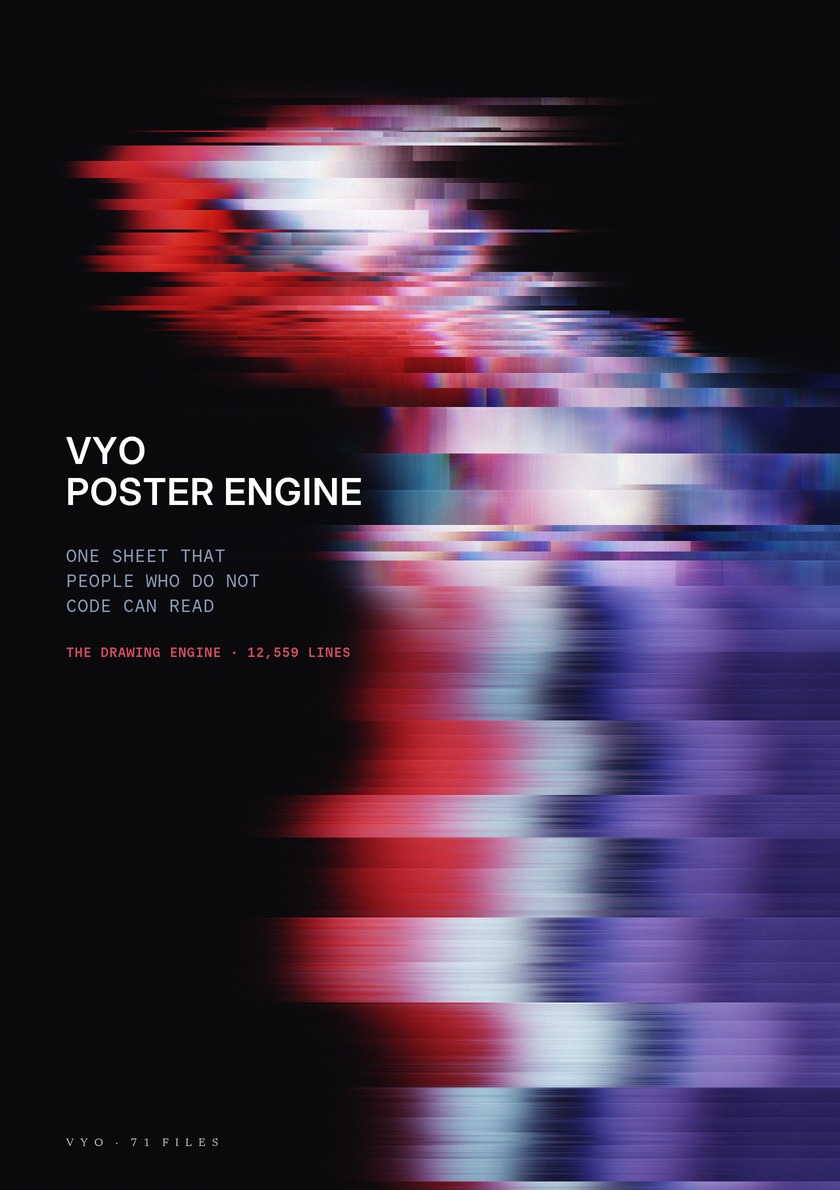 VYO
POSTER ENGINE
ONE SHEET THAT
PEOPLE WHO DO NOT
CODE CAN READ
THE DRAWING ENGINE · 12,559 LINES
VYO · 71 FILES